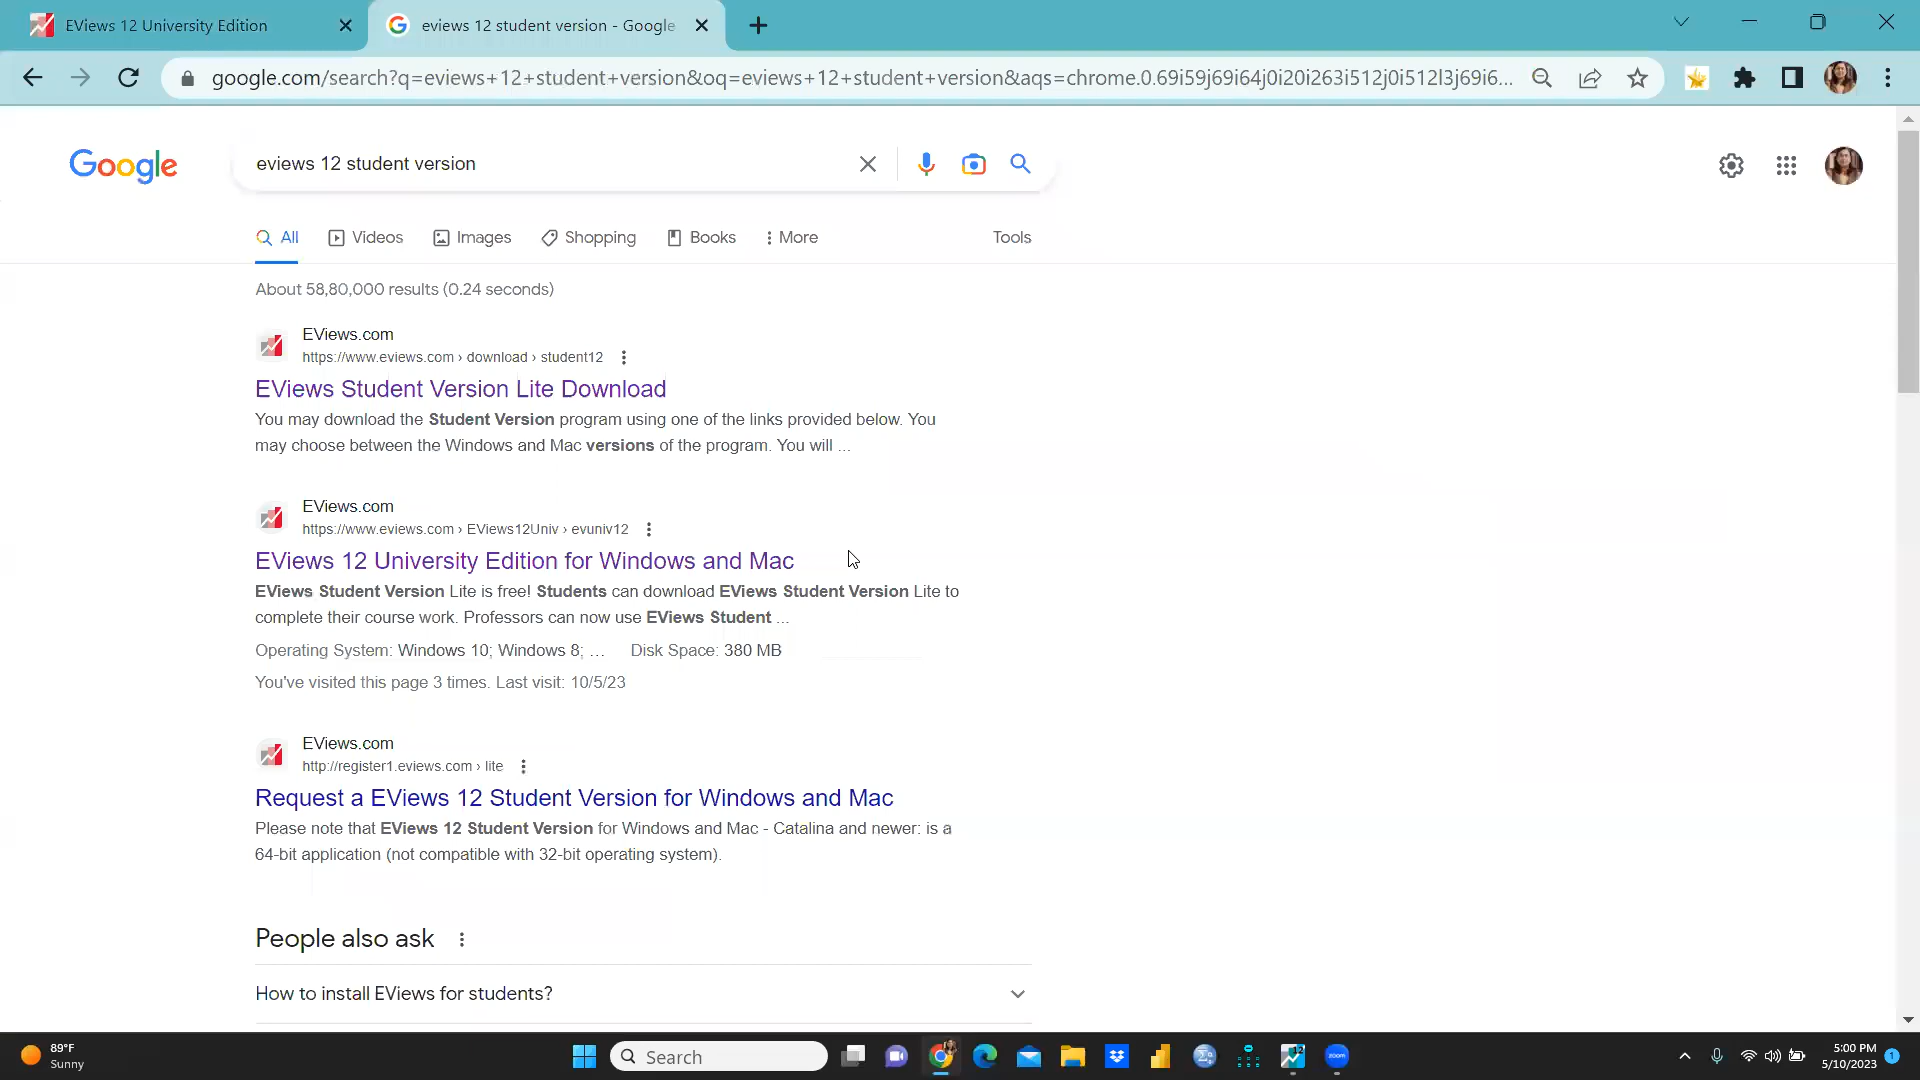 EViews 12 University Edition
eviews 12 student version - Google
google.com/search?q=eviews+12+student+version&oq=eviews+12+student+version&aqs=chrome.0.69i59j69i64j0i20i263i512j0i512l3j69i6...
Google
eviews 12 student version
All Videos Images Shopping Books More Tools
About 58,80,000 results (0.24 seconds)
EViews.com
https://www.eviews.com › download › student12
EViews Student Version Lite Download
You may download the Student Version program using one of the links provided below. You
may choose between the Windows and Mac versions of the program. You will ...
EViews.com
https://www.eviews.com › EViews12Univ › evuniv12
EViews 12 University Edition for Windows and Mac
EViews Student Version Lite is free! Students can download EViews Student Version Lite to
complete their course work. Professors can now use EViews Student ...
Operating System: Windows 10; Windows 8; ... Disk Space: 380 MB
You've visited this page 3 times. Last visit: 10/5/23
EViews.com
http://register1.eviews.com › lite
Request a EViews 12 Student Version for Windows and Mac
Please note that EViews 12 Student Version for Windows and Mac - Catalina and newer: is a
64-bit application (not compatible with 32-bit operating system).
People also ask
How to install EViews for students?
89°F
Sunny
Search
zoom
5:00 PM
5/10/2023
1